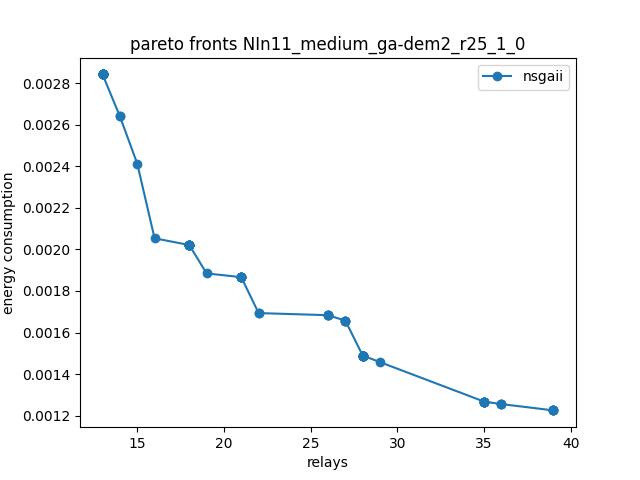 pareto fronts NIn11_medium_ga-dem2_r25_1_0
nsgaii
energy consumption
0.0028
0.0026
0.0024
0.0022
0.0020
0.0018
0.0016
0.0014
0.0012
15 20 25 30 35 40
relays